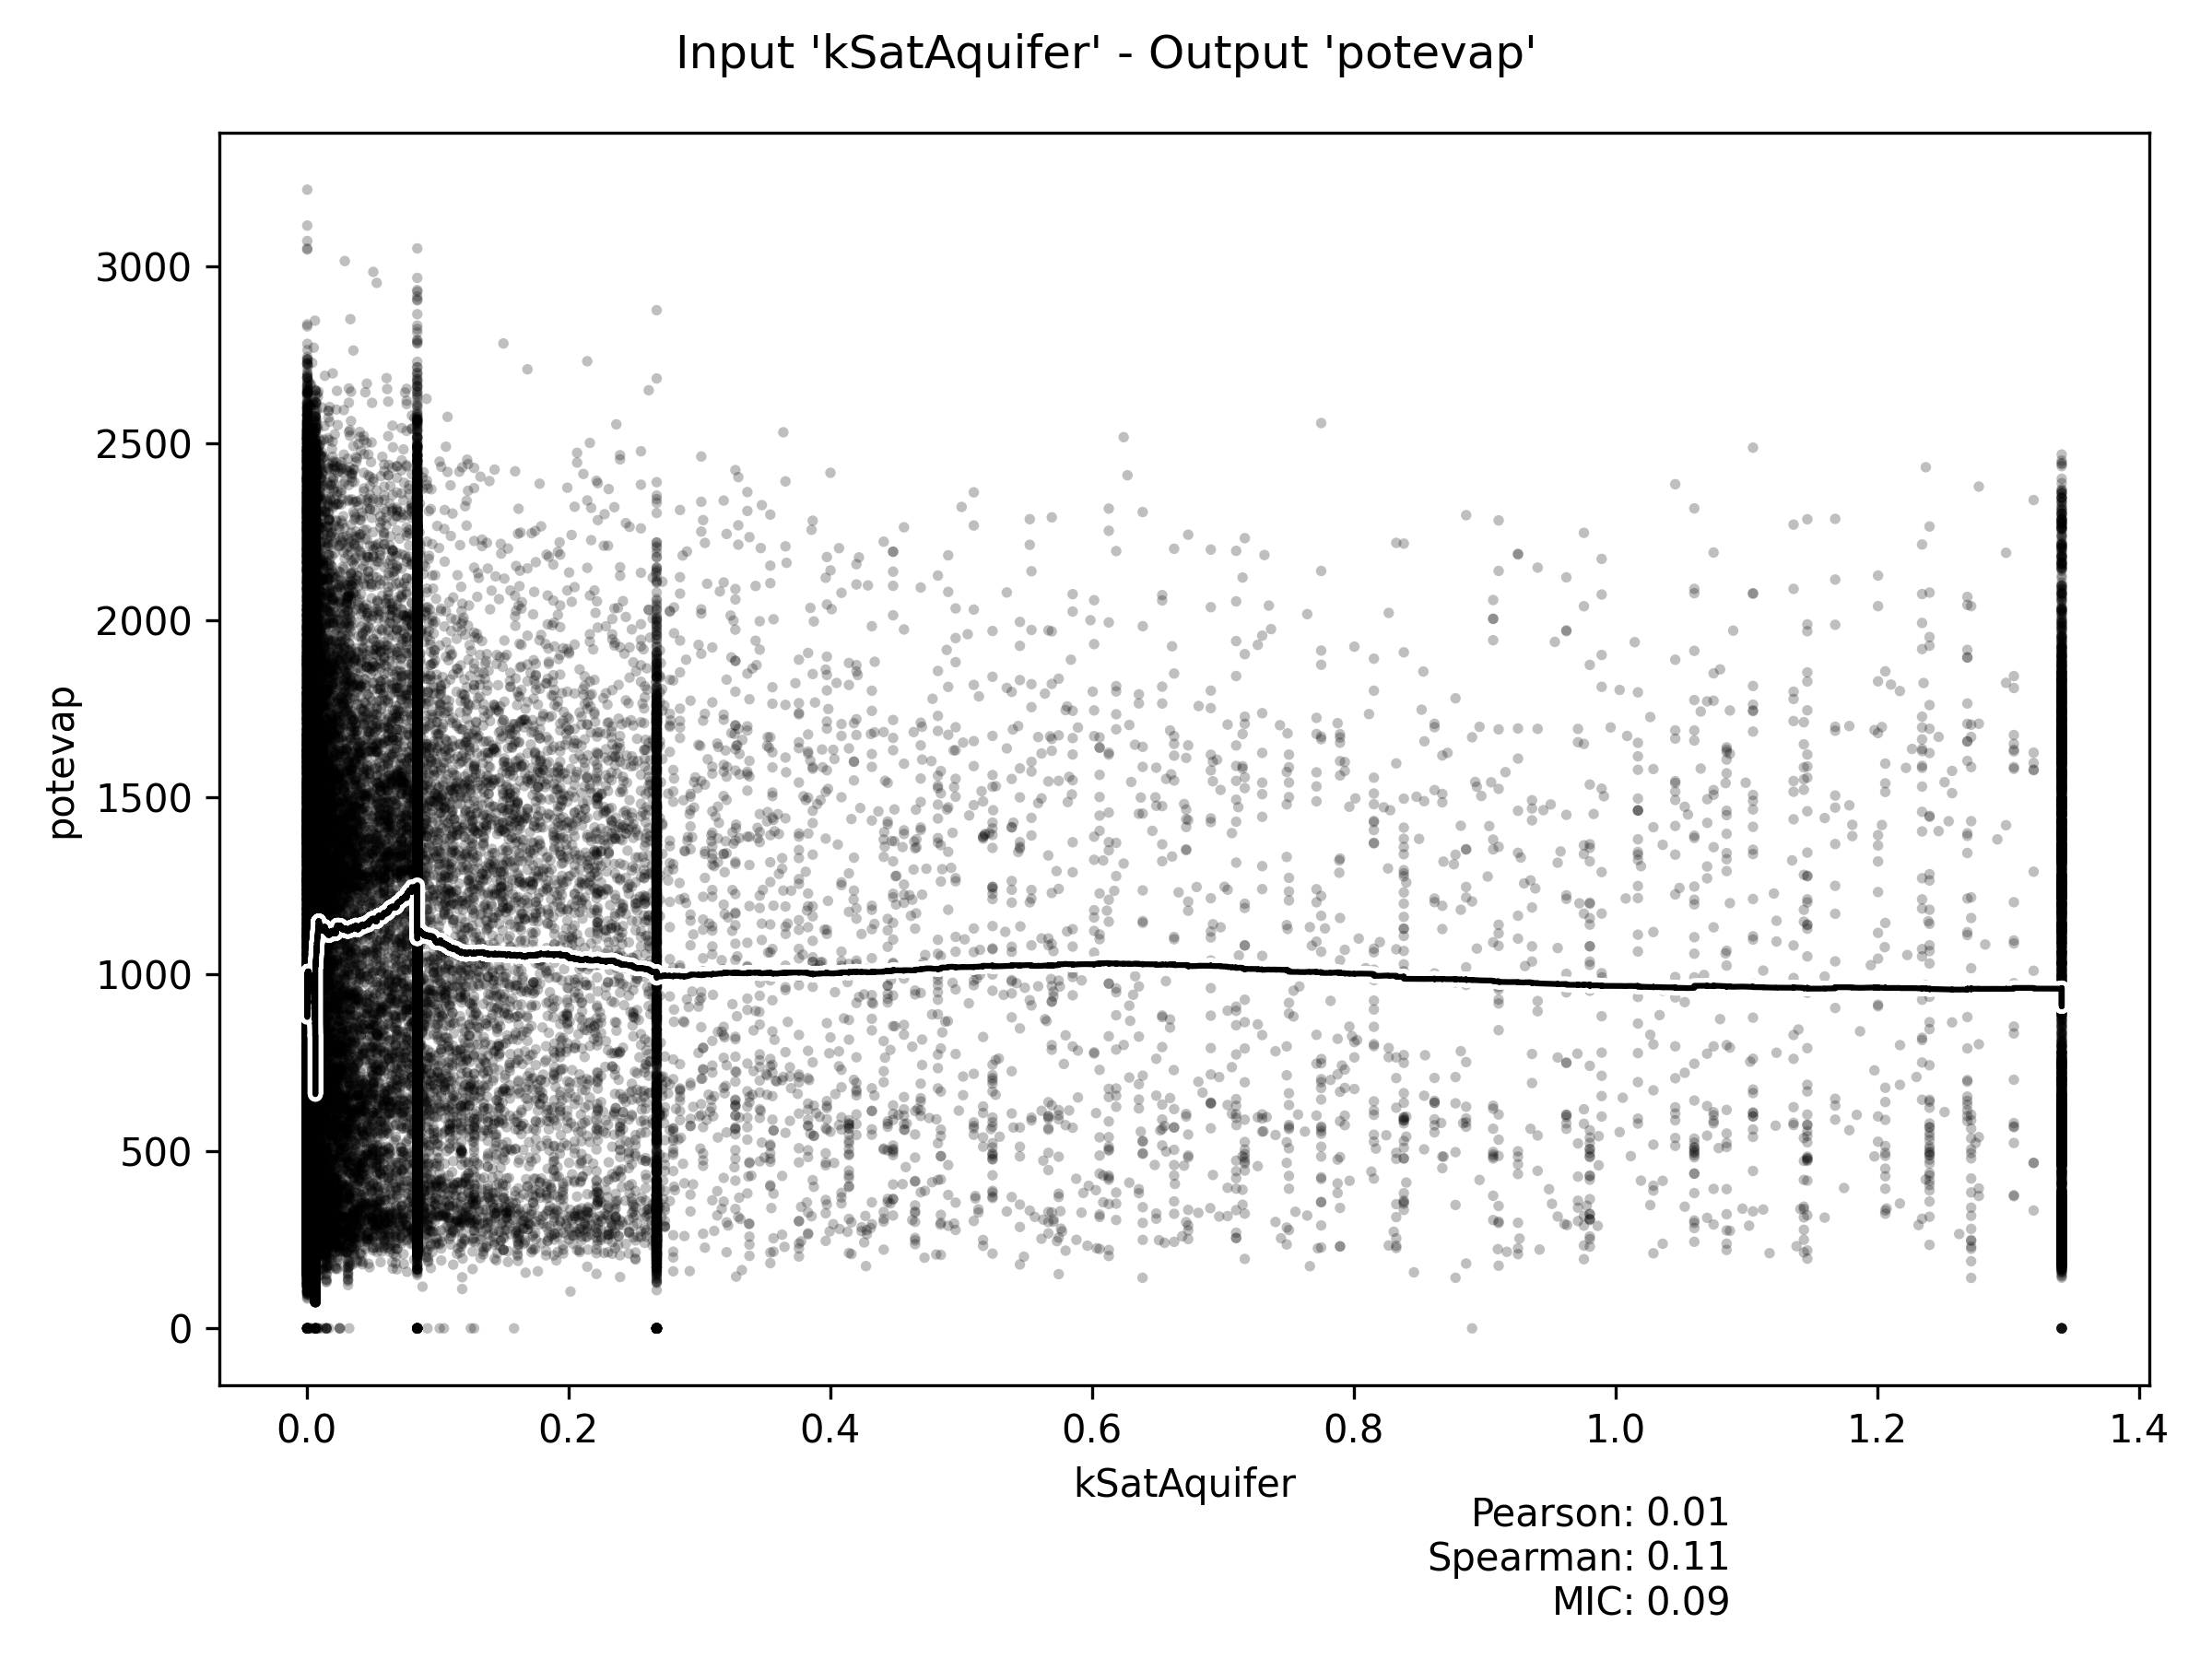 Input 'kSatAquifer' - Output 'potevap'
3000
2500
2000
1500
1000
500
0
potevap
0.0 0.2 0.4 0.6 0.8 1.0 1.2 1.4
kSatAquifer
Pearson: 0.01
Spearman: 0.11
MIC: 0.09